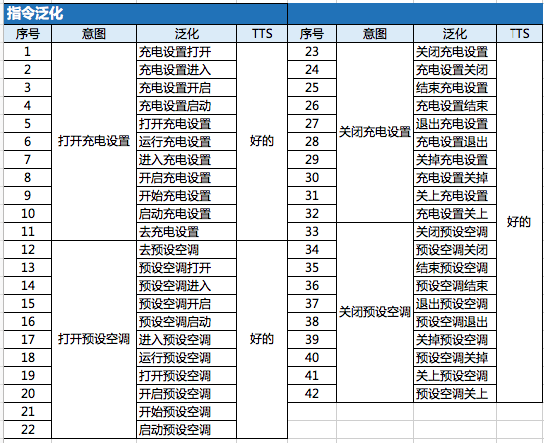 指令泛化
序号 意图 泛化 TTS 序号 意图 泛化 TTS
1 充电设置打开 23 关闭充电设置
2 充电设置进入 24 充电设置关闭
3 充电设置开启 25 结束充电设置
4 充电设置启动 26 充电设置结束
5 打开充电设置 27 退出充电设置
6 打开充电设置 运行充电设置 好的 28 关闭充电设置 充电设置退出
7 进入充电设置 29 关掉充电设置
8 开启充电设置 30 充电设置关掉
9 开始充电设置 31 关上充电设置
10 启动充电设置 32 充电设置关上 好的
11 去充电设置 33 关闭预设空调
12 去预设空调 34 预设空调关闭
13 预设空调打开 35 结束预设空调
14 预设空调进入 36 预设空调结束
15 预设空调开启 37 关闭预设空调 退出预设空调
16 预设空调启动 38 预设空调退出
17 打开预设空调 进入预设空调 好的 39 关掉预设空调
18 运行预设空调 40 预设空调关掉
19 打开预设空调 41 关上预设空调
20 开启预设空调 42 预设空调关上
21 开始预设空调
22 启动预设空调